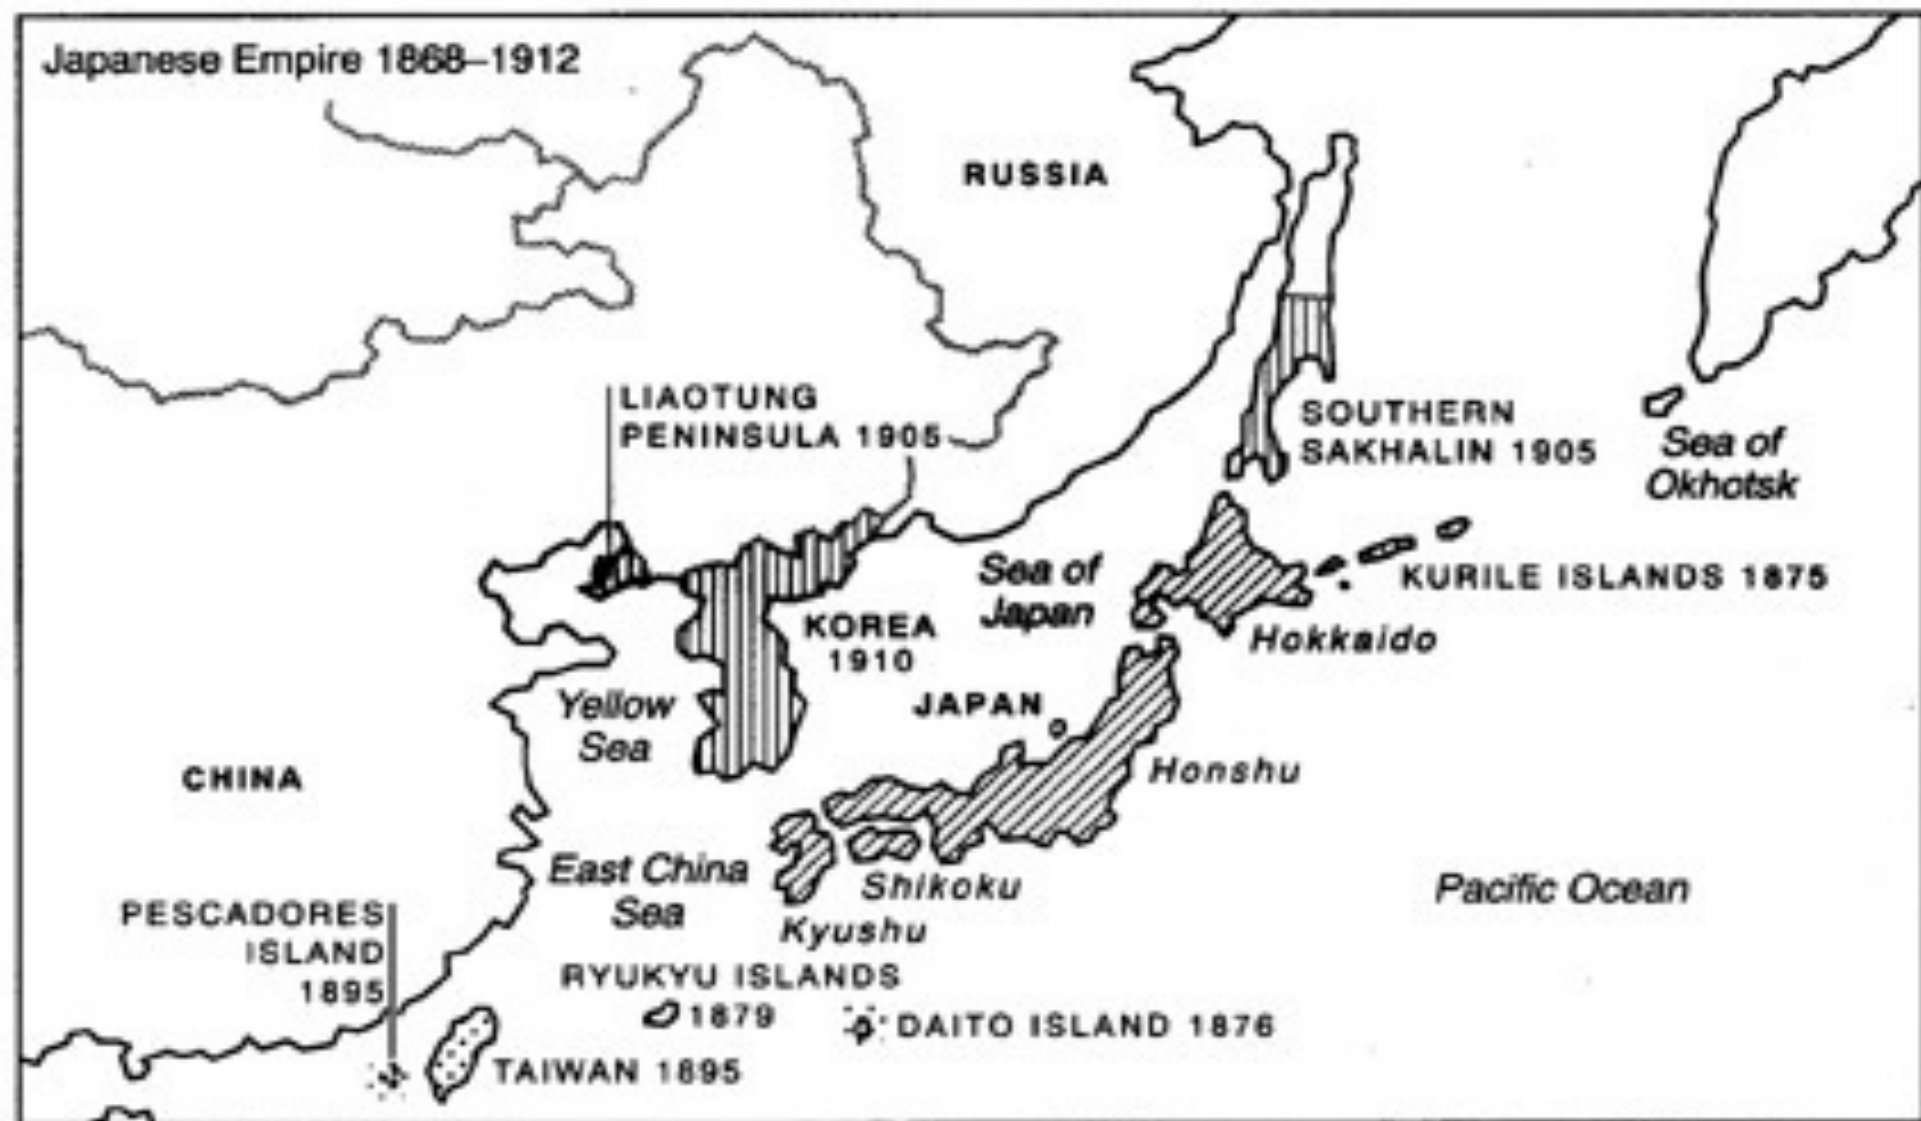 Japanese Empire 1868–1912
RUSSIA
LIAOTUNG
PENINSULA 1905
SOUTHERN
SAKHALIN 1905
Sea of
Okhotsk
Sea of
Japan
KURILE ISLANDS 1875
Hokkaido
KOREA
1910
Yellow
Sea
JAPAN
Honshu
CHINA
East China
Sea
Shikoku
Kyushu
Pacific Ocean
PESCADORES
ISLAND
1895
RYUKYU ISLANDS
1879
DAITO ISLAND 1876
TAIWAN 1895